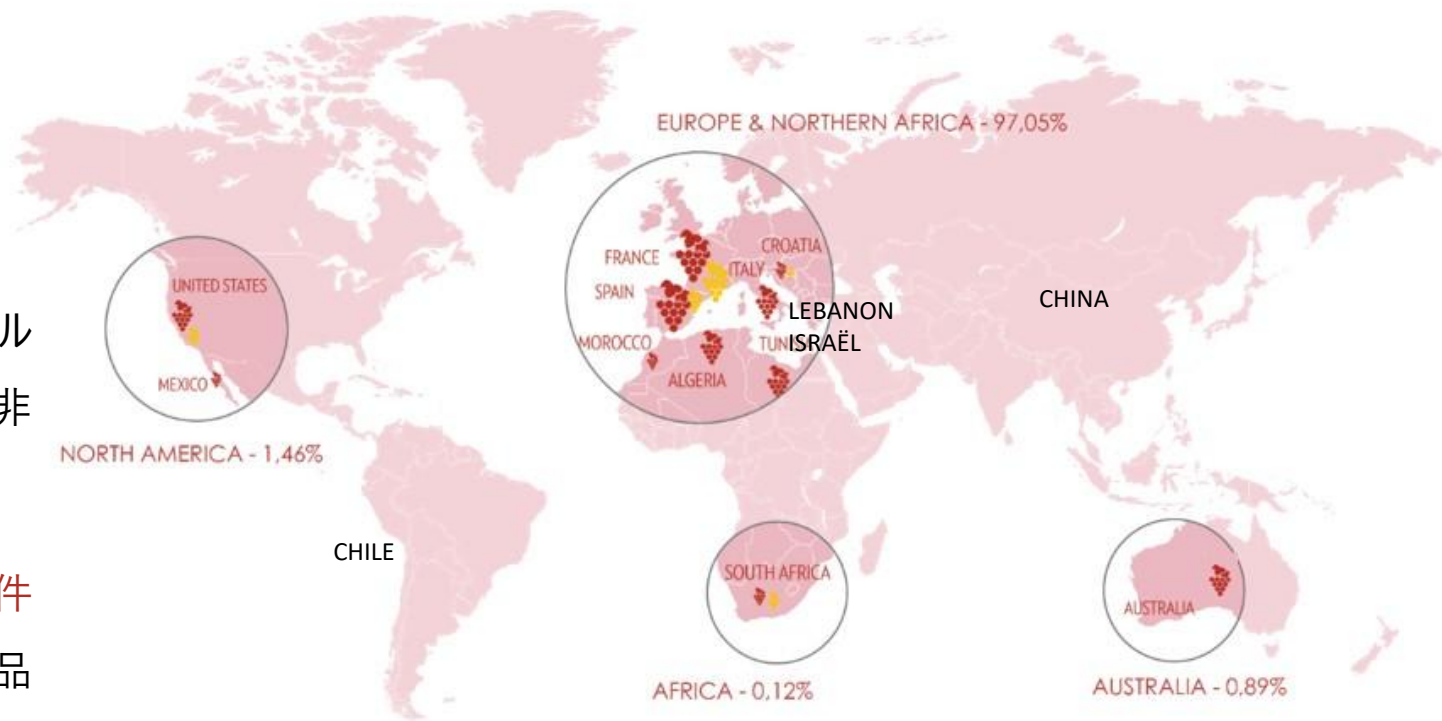 EUROPE & NORTHERN AFRICA - 97,05%
FRANCE
CROATIA
ITALY
SPAIN
LEBANON
ISRAËL
MOROCCO
ALGERIA
CHINA
UNITED STATES
MEXICO
NORTH AMERICA - 1,46%
ル
非
CHILE
件
品
SOUTH AFRICA
AFRICA - 0,12%
AUSTRALIA
AUSTRALIA - 0,89%